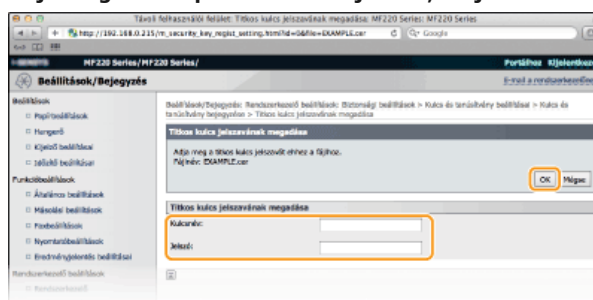 Távoli felhasználói felület: Titkos kulcs jelszavának megadása: MF220 Series: MF220 Series
http://192.168.0.215/m_security_key_regist_setting.html?id=0&file=EXAMPLE.cer
Google
MF220 Series/MF220 Series/
Portálhoz Kijelentkezés
Beállítások/Bejegyzés
E-mail a rendszerkezelőnek
Beállítások
Papírbeállítások
Hangerő
Kijelző beállításai
Időzítő beállításai
Funkcióbeállítások
Általános beállítások
Másolási beállítások
Faxbeállítások
Nyomtatóbeállítások
Eredményjelentés beállításai
Rendszerkezelő beállítások
Rendszerkezelő
Beállítások/Bejegyzés: Rendszerkezelő beállítások: Biztonsági beállítások > Kulcs és tanúsítvány beállításai > Kulcs és
tanúsítvány bejegyzése > Titkos kulcs jelszavának megadása
Titkos kulcs jelszavának megadása
Adja meg a titkos kulcs jelszavát ehhez a fájlhoz.
Fájlnév: EXAMPLE.cer
OK Mégse
Titkos kulcs jelszavának megadása
Kulcsnév:
Jelszó: